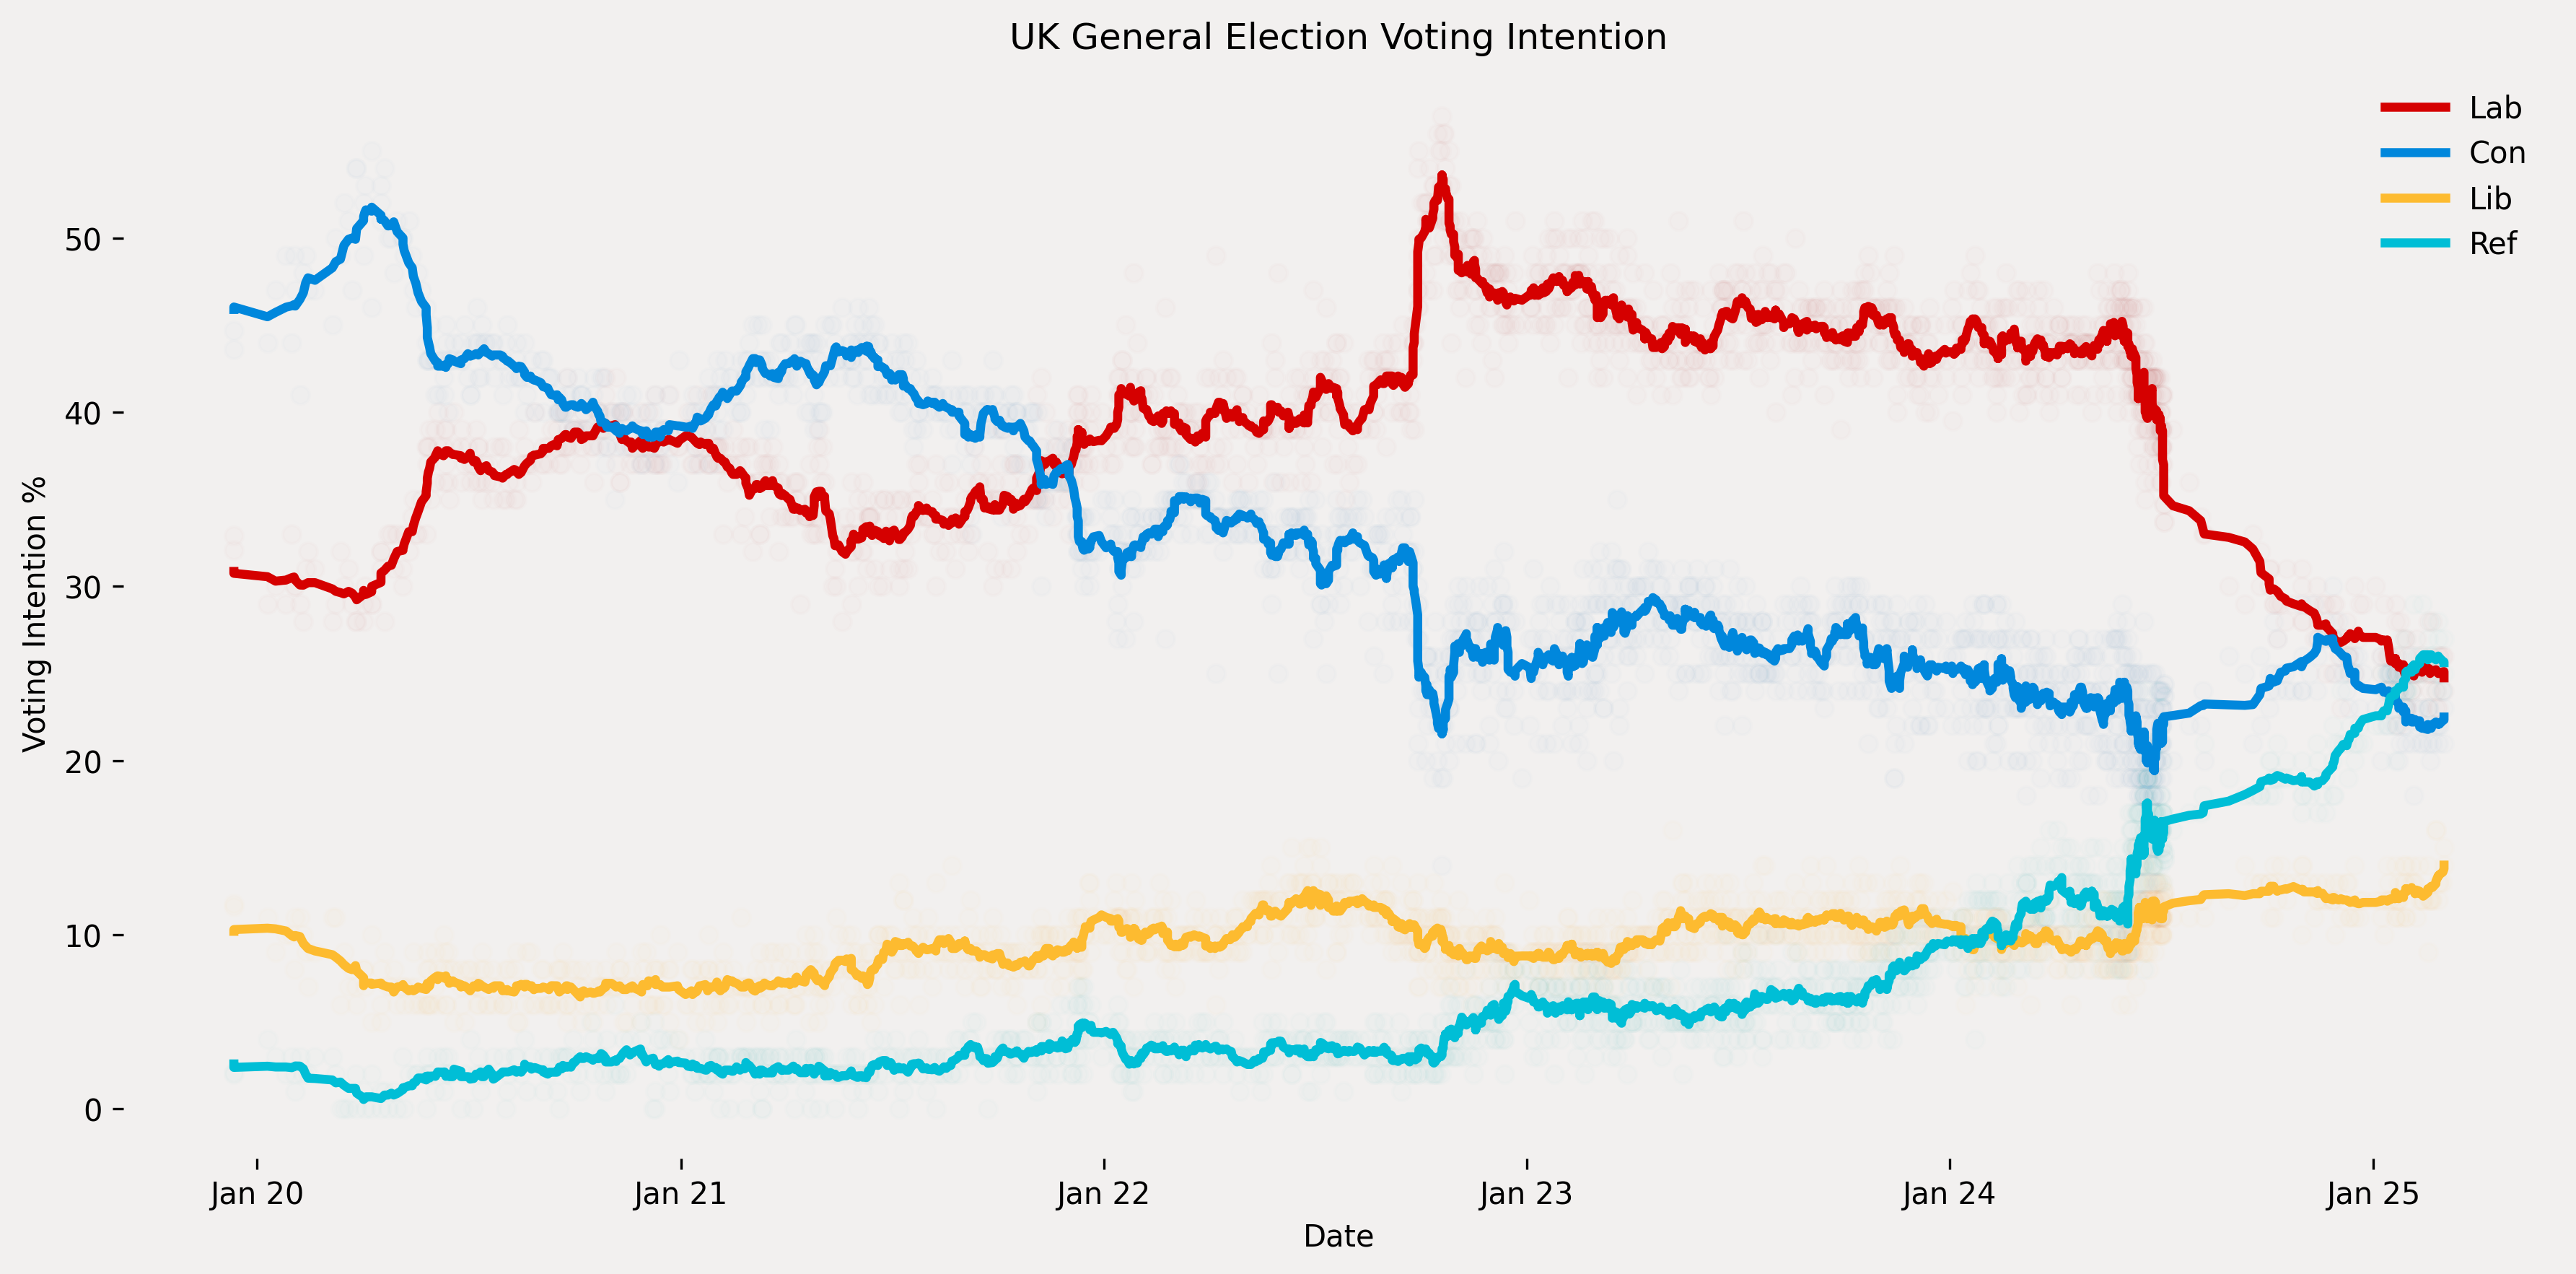 UK General Election Voting Intention
Lab
Con
Lib
Ref
Voting Intention %
50
40
30
20
10
0
Jan 20
Jan 21
Jan 22
Jan 23
Jan 24
Jan 25
Date